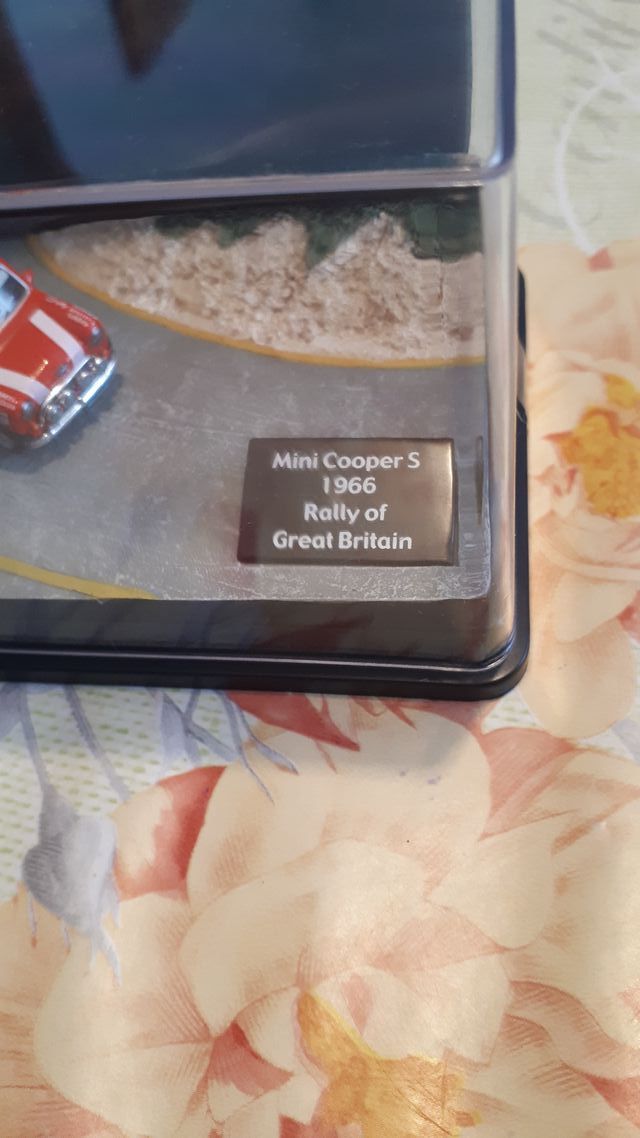 Mini Cooper S
1966
Rally of
Great Britain